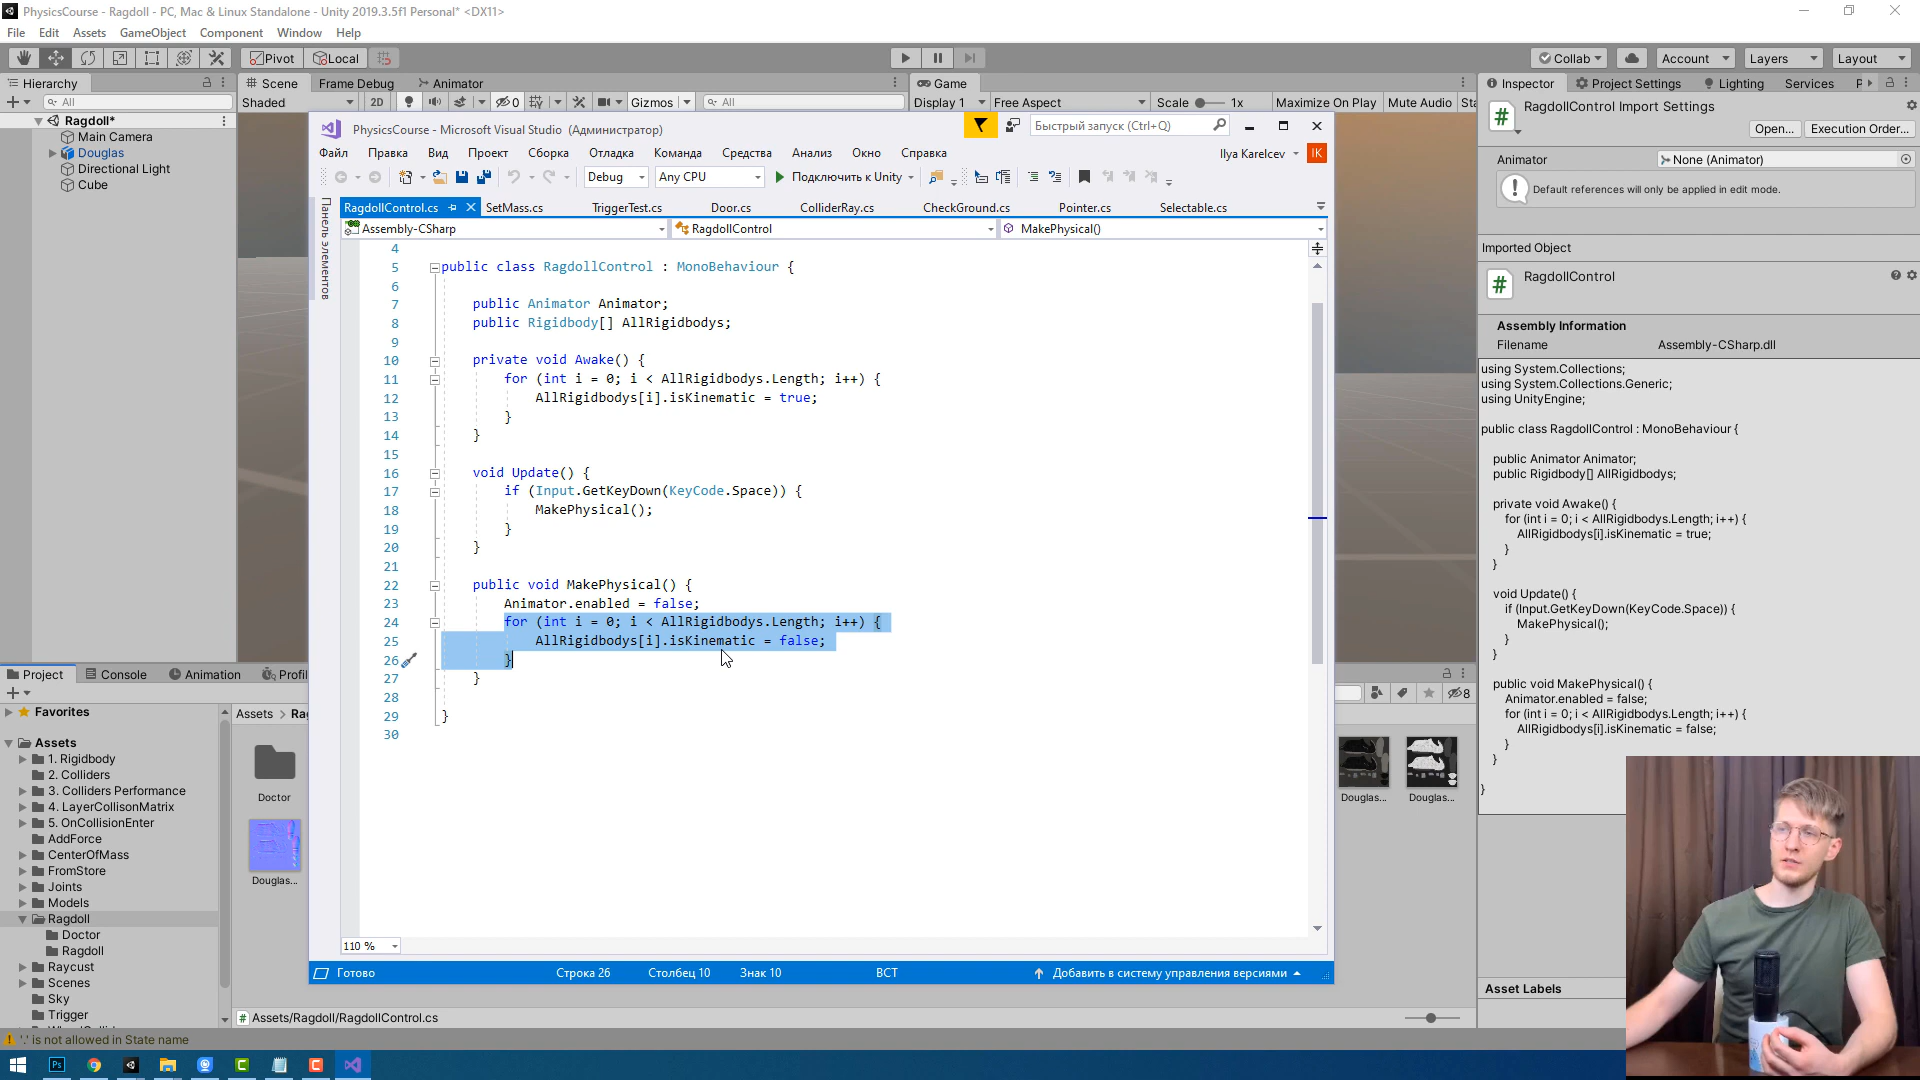 PhysicsCourse - Ragdoll - PC, Mac & Linux Standalone - Unity 2019.3.5f1 Personal* <DX11>
File Edit Assets GameObject Component Window Help
Pivot Local Collab Account Layers Layout
Hierarchy
All
Ragdoll*
Main Camera
Douglas
Directional Light
Cube
Scene Frame Debug Animator
Shaded 2D 0 Gizmos All
Game
Display 1 Free Aspect Scale 1x Maximize On Play Mute Audio Sta
PhysicsCourse - Microsoft Visual Studio (Администратор)
Быстрый запуск (Ctrl+Q)
Файл Правка Вид Проект Сборка Отладка Команда Средства Анализ Окно Справка
Ilya Karelcev IK
Debug Any CPU Подключить к Unity
Панель элементов
RagdollControl.cs SetMass.cs TriggerTest.cs Door.cs ColliderRay.cs CheckGround.cs Pointer.cs Selectable.cs
Assembly-CSharp RagdollControl MakePhysical()
4
5 public class RagdollControl : MonoBehaviour {
6
7 public Animator Animator;
8 public Rigidbody[] AllRigidbodys;
9
10 private void Awake() {
11 for (int i = 0; i < AllRigidbodys.Length; i++) {
12 AllRigidbodys[i].isKinematic = true;
13 }
14 }
15
16 void Update() {
17 if (Input.GetKeyDown(KeyCode.Space)) {
18 MakePhysical();
19 }
20 }
21
22 public void MakePhysical() {
23 Animator.enabled = false;
24 for (int i = 0; i < AllRigidbodys.Length; i++) {
25 AllRigidbodys[i].isKinematic = false;
26 }
27 }
28
29 }
30
110 %
Готово Строка 26 Столбец 10 Знак 10 ВСТ Добавить в систему управления версиями
Inspector Project Settings Lighting Services P
RagdollControl Import Settings
Open... Execution Order...
Animator None (Animator)
Default references will only be applied in edit mode.
Imported Object
RagdollControl
Assembly Information
Filename Assembly-CSharp.dll
using System.Collections;
using System.Collections.Generic;
using UnityEngine;
public class RagdollControl : MonoBehaviour {
public Animator Animator;
public Rigidbody[] AllRigidbodys;
private void Awake() {
for (int i = 0; i < AllRigidbodys.Length; i++) {
AllRigidbodys[i].isKinematic = true;
}
}
void Update() {
if (Input.GetKeyDown(KeyCode.Space)) {
MakePhysical();
}
}
public void MakePhysical() {
Animator.enabled = false;
for (int i = 0; i < AllRigidbodys.Length; i++) {
AllRigidbodys[i].isKinematic = false;
}
}
}
Asset Labels
Project Console Animation Profi
8
Favorites
Assets
1. Rigidbody
2. Colliders
3. Colliders Performance
4. LayerCollisonMatrix
5. OnCollisionEnter
AddForce
CenterOfMass
FromStore
Joints
Models
Ragdoll
Doctor
Ragdoll
Raycast
Scenes
Sky
Trigger
Assets > Rag
Doctor
Douglas...
Douglas... Douglas...
Assets/Ragdoll/RagdollControl.cs
'.' is not allowed in State name
Ps